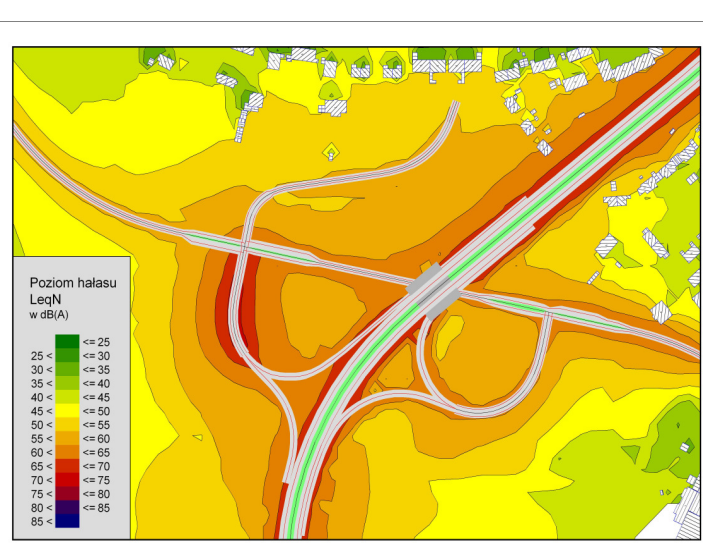 Poziom hałasu
LeqN
w dB(A)
<= 25
25 < <= 30
30 < <= 35
35 < <= 40
40 < <= 45
45 < <= 50
50 < <= 55
55 < <= 60
60 < <= 65
65 < <= 70
70 < <= 75
75 < <= 80
80 < <= 85
85 <